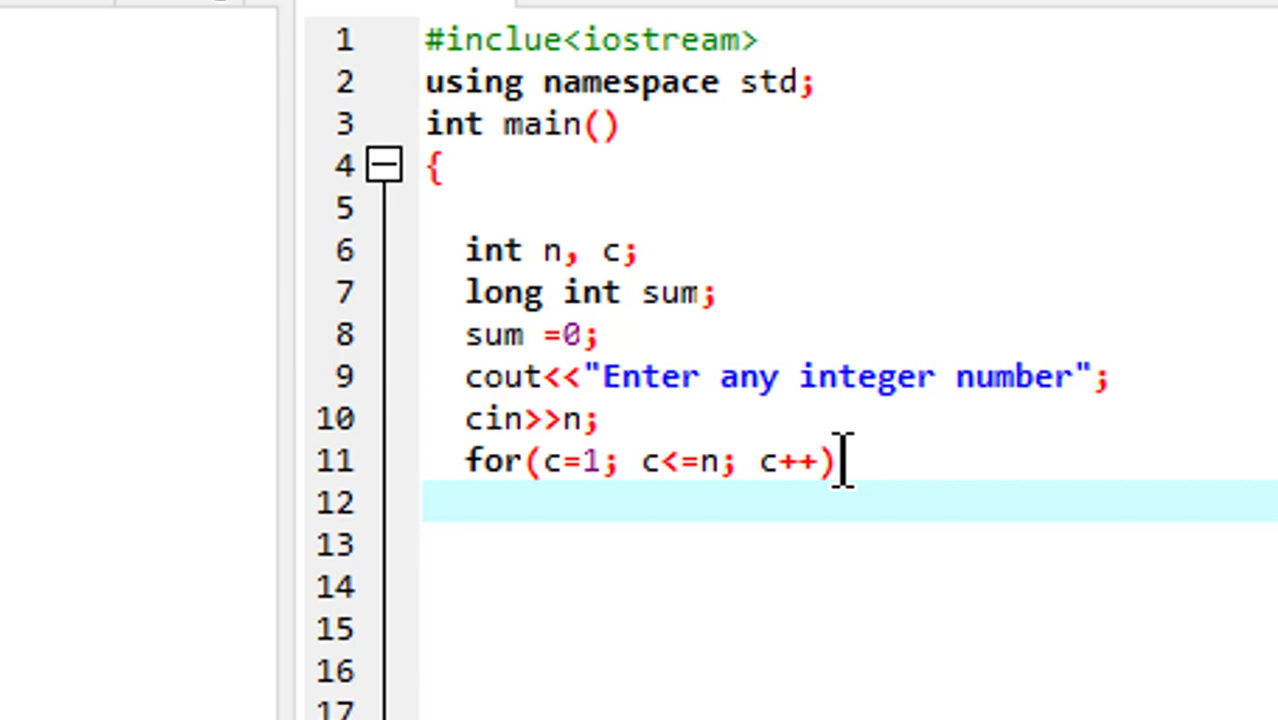 1 #inclue<iostream>
2 using namespace std;
3 int main()
4 {
5
6 int n, c;
7 long int sum;
8 sum =0;
9 cout<<"Enter any integer number";
10 cin>>n;
11 for(c=1; c<=n; c++)
12
13
14
15
16
17